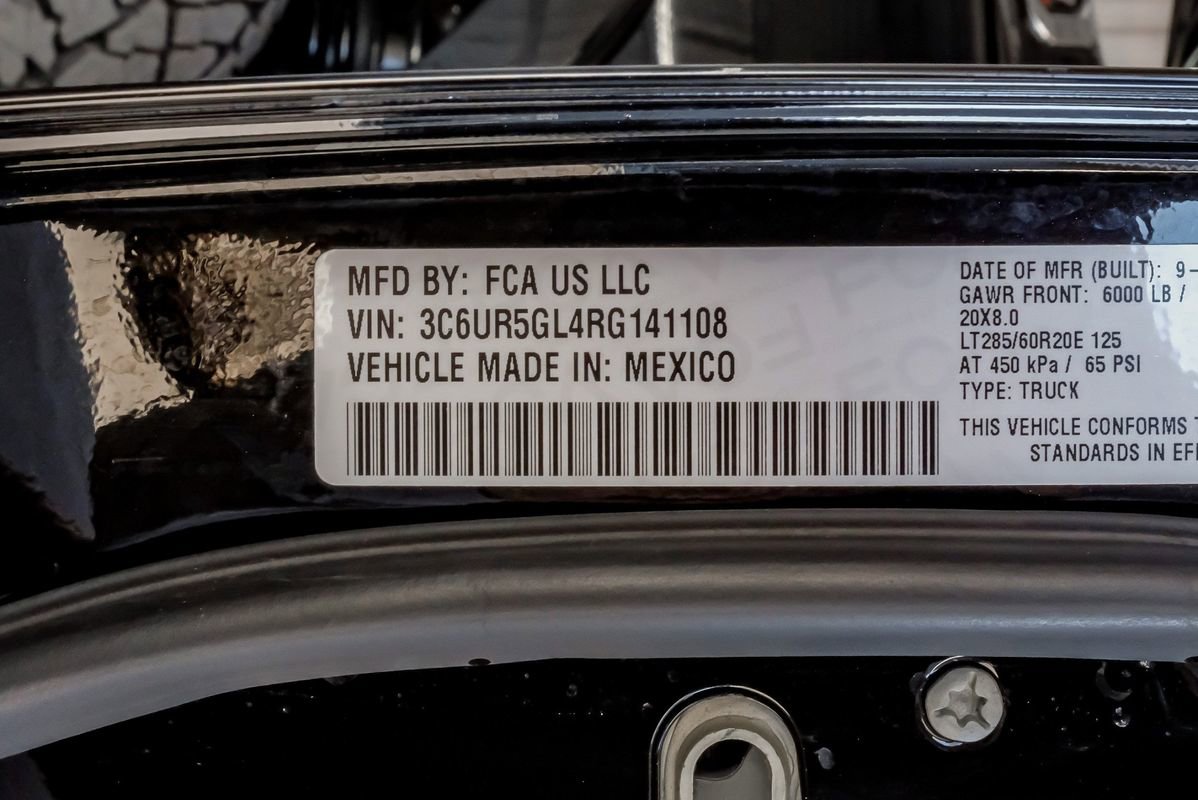 MFD BY: FCA US LLC
VIN: 3C6UR5GL4RG141108
VEHICLE MADE IN: MEXICO
DATE OF MFR (BUILT): 9-
GAWR FRONT: 6000 LB /
20X8.0
LT285/60R20E 125
AT 450 kPa / 65 PSI
TYPE: TRUCK
THIS VEHICLE CONFORMS
STANDARDS IN